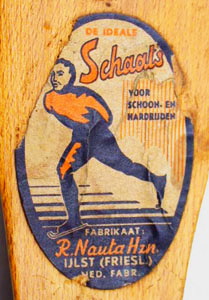 DE IDEALE
Schaats
VOOR
SCHOON- EN
HARDRIJDEN
FABRIKAAT:
R. Nauta Hzn.
IJLST (FRIESL.)
NED. FABR.